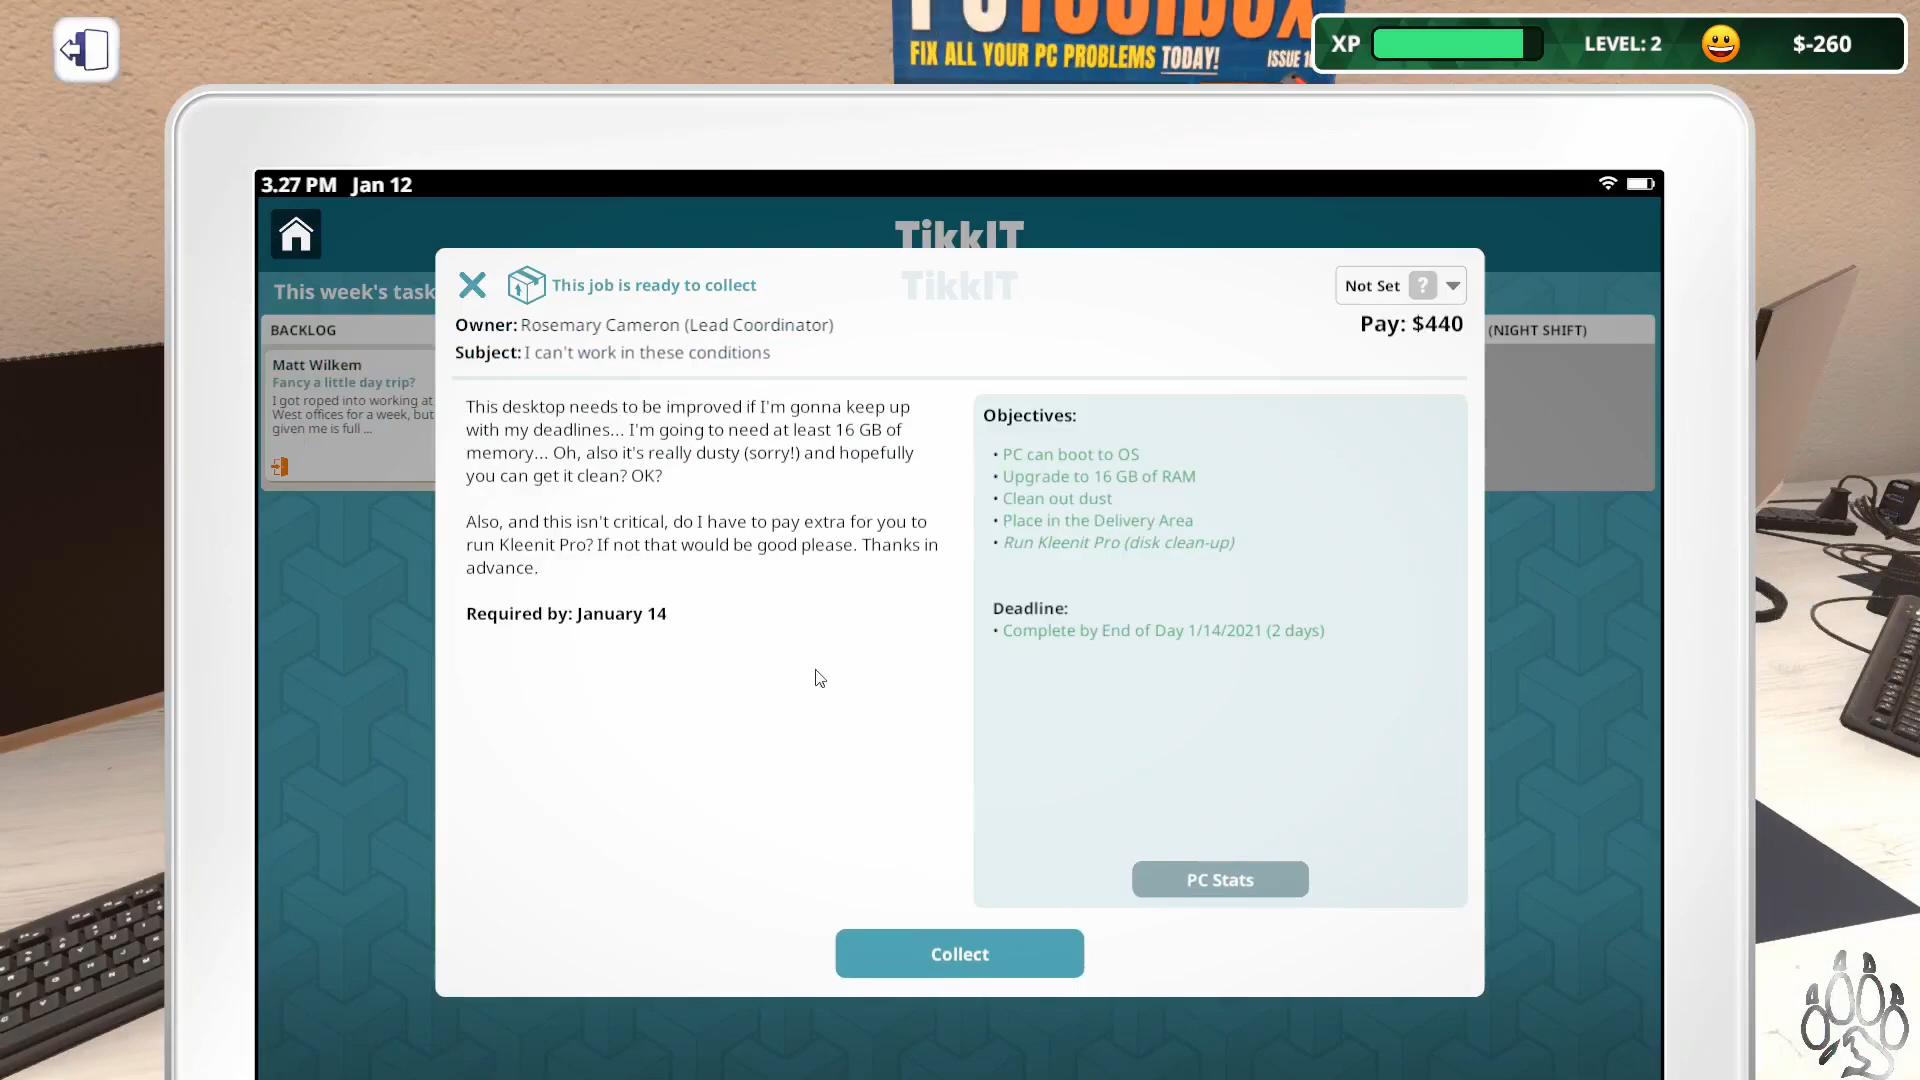 FIX ALL YOUR PC PROBLEMS TODAY!
XP
LEVEL: 2
$-260
3.27 PM Jan 12
TikkIT
TikkIT
This week's task
BACKLOG
(NIGHT SHIFT)
Matt Wilkem
Fancy a little day trip?
I got roped into working at
West offices for a week, but
given me is full ...
This job is ready to collect
Not Set ?
Owner: Rosemary Cameron (Lead Coordinator)
Pay: $440
Subject: I can't work in these conditions
This desktop needs to be improved if I'm gonna keep up
with my deadlines... I'm going to need at least 16 GB of
memory... Oh, also it's really dusty (sorry!) and hopefully
you can get it clean? OK?
Also, and this isn't critical, do I have to pay extra for you to
run Kleenit Pro? If not that would be good please. Thanks in
advance.
Required by: January 14
Objectives:
• PC can boot to OS
• Upgrade to 16 GB of RAM
• Clean out dust
• Place in the Delivery Area
• Run Kleenit Pro (disk clean-up)
Deadline:
• Complete by End of Day 1/14/2021 (2 days)
PC Stats
Collect